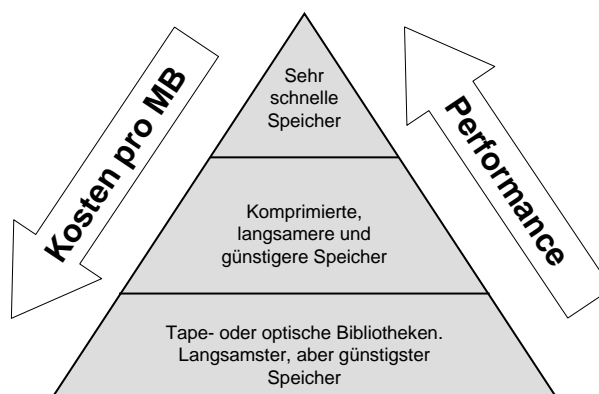 Kosten pro MB
Sehr
schnelle
Speicher
Performance
Komprimierte,
langsamere und
günstigere Speicher
Tape- oder optische Bibliotheken.
Langsamster, aber günstigster
Speicher